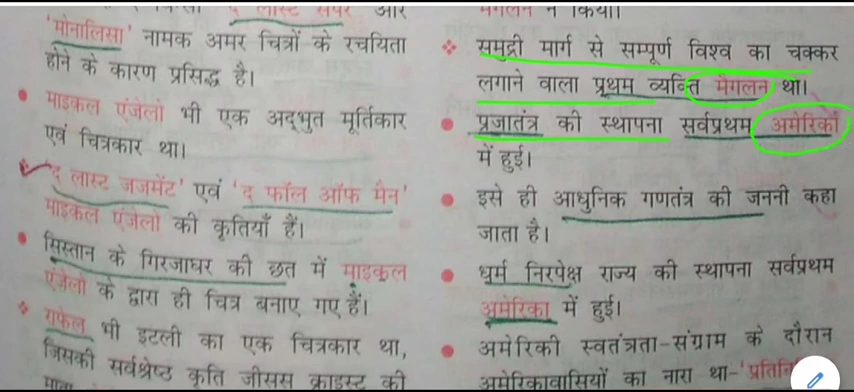 द लास्ट सपर और
'मोनालिसा' नामक अमर चित्रों के रचयिता
होने के कारण प्रसिद्ध है।
माइकल एंजेलो भी एक अद्भुत मूर्तिकार
एवं चित्रकार था।
'द लास्ट जजमेंट' एवं 'द फॉल ऑफ मैन'
माइकल एंजेलो की कृतियाँ हैं।
सिस्तान के गिरजाघर की छत में माइकल
एंजेलो के द्वारा ही चित्र बनाए गए हैं।
राफेल भी इटली का एक चित्रकार था,
जिसकी सर्वश्रेष्ठ कृति जीसस क्राइस्ट की
मैगलन ने किया।
समुद्री मार्ग से सम्पूर्ण विश्व का चक्कर
लगाने वाला प्रथम व्यक्ति मैगलन था।
प्रजातंत्र की स्थापना सर्वप्रथम अमेरिका
में हुई।
इसे ही आधुनिक गणतंत्र की जननी कहा
जाता है।
धर्म निरपेक्ष राज्य की स्थापना सर्वप्रथम
अमेरिका में हुई।
अमेरिकी स्वतंत्रता-संग्राम के दौरान
अमेरिकावासियों का नारा था-